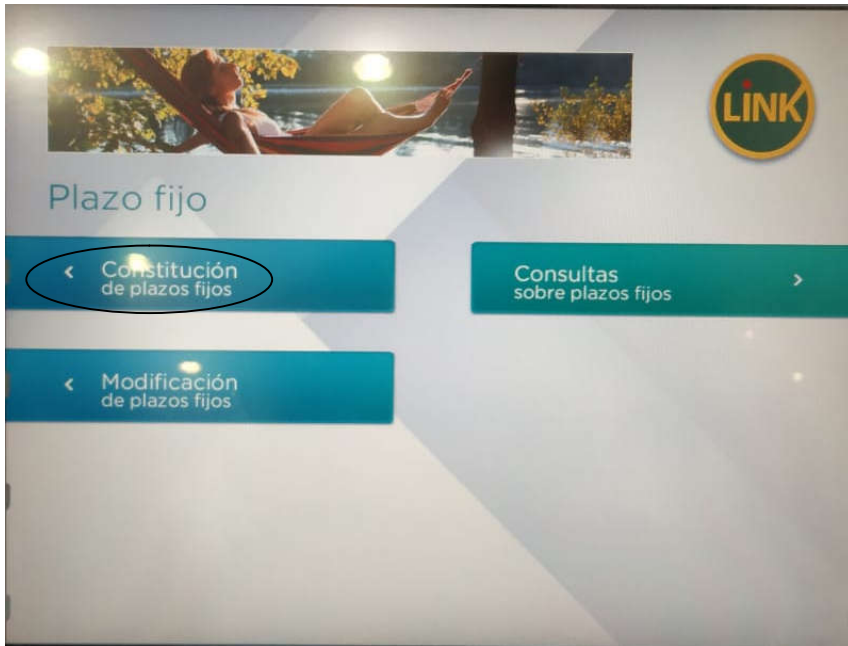 LINK
Plazo fijo
Constitución
de plazos fijos
Consultas
sobre plazos fijos
Modificación
de plazos fijos